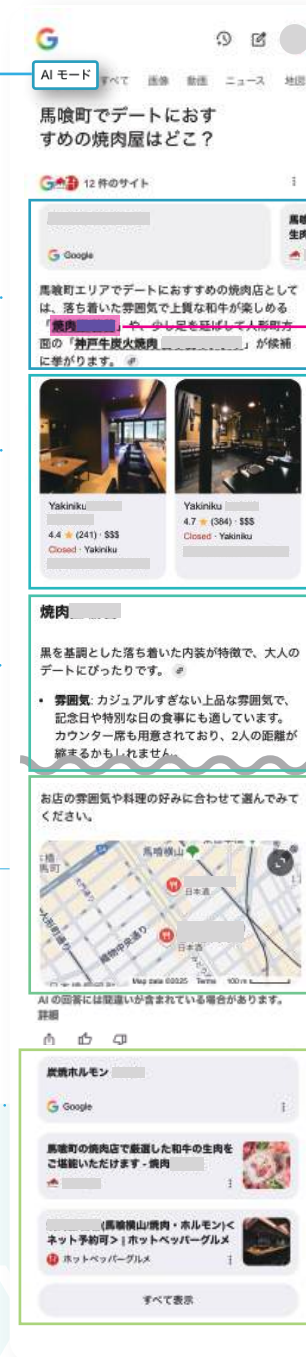 AI モード すべて 画像 動画 ニュース 地図
馬喰町でデートにおす
すめの焼肉屋はどこ?
12 件のサイト
Google
馬喰町エリアでデートにおすすめの焼肉店として
は、落ち着いた雰囲気で上質な和牛が楽しめる
「焼肉 」や、少し足を延ばして人形町方
面の「神戸牛炭火焼肉 」が候補
に挙がります。
Yakiniku
4.4 ★ (241) · $$$
Closed · Yakiniku
Yakiniku
4.7 ★ (384) · $$$
Closed · Yakiniku
焼肉
黒を基調とした落ち着いた内装が特徴で、大人の
デートにぴったりです。
• 雰囲気: カジュアルすぎない上品な雰囲気で、
記念日や特別な日の食事にも適しています。
カウンター席も用意されており、2人の距離が
縮まるかもしれません。
お店の雰囲気や料理の好みに合わせて選んでみて
ください。
馬喰横山
日本酒
日本酒
人形町通り
Map data ©2025 Terms 100 m
AI の回答には間違いが含まれている場合があります。
詳細
炭焼ホルモン
Google
馬喰町の焼肉店で厳選した和牛の生肉を
ご堪能いただけます - 焼肉
(馬喰横山/焼肉・ホルモン)<
ネット予約可> | ホットペッパーグルメ
ホットペッパーグルメ
すべて表示